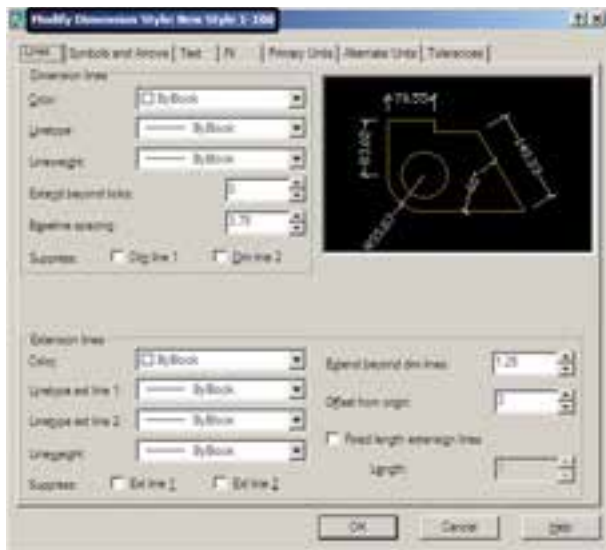 Modify Dimension Style: New Style 1-100
Lines Symbols and Arrows Text Fit Primary Units Alternate Units Tolerances
Dimension lines
Color: ByBlock
Linetype: ByBlock
Lineweight: ByBlock
Extend beyond ticks:
Baseline spacing: 3.75
Suppress: Dim line 1 Dim line 2
Extension lines
Color: ByBlock
Linetype ext line 1: ByBlock
Linetype ext line 2: ByBlock
Lineweight: ByBlock
Suppress: Ext line 1 Ext line 2
Extend beyond dim lines: 1.25
Offset from origin:
Fixed length extension lines
Length:
OK Cancel Help